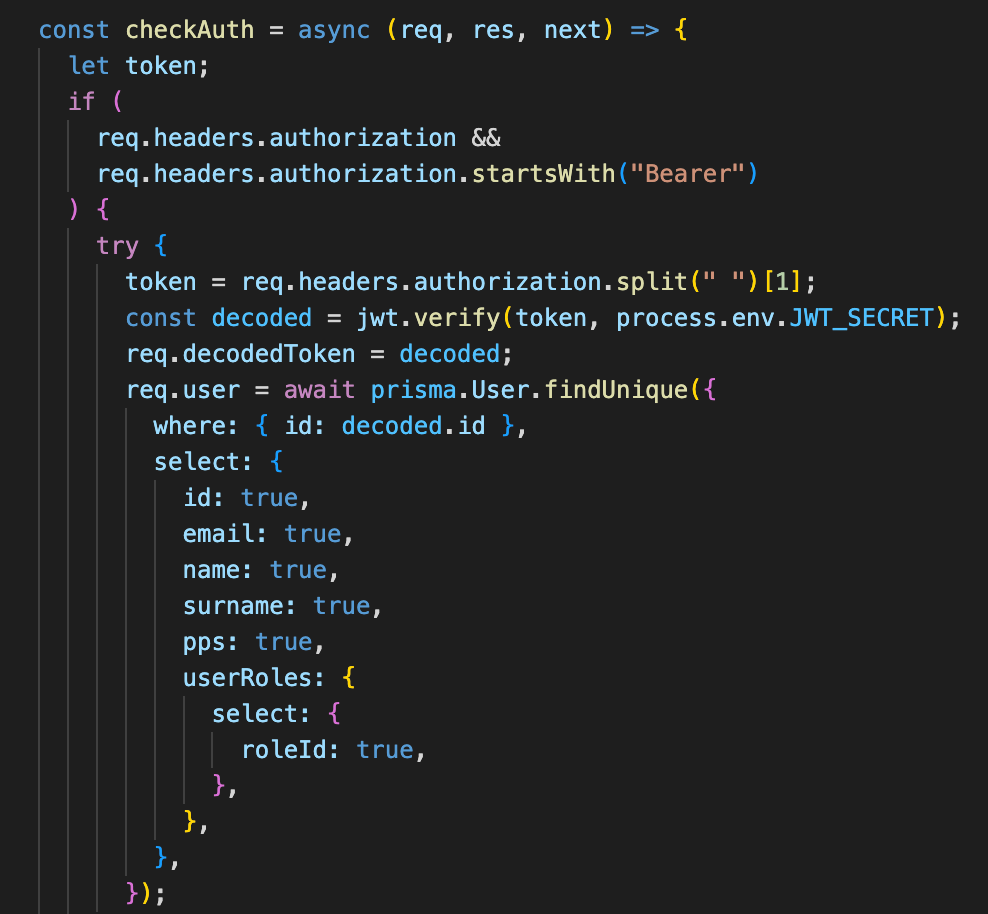 const checkAuth = async (req, res, next) => {
let token;
if (
req.headers.authorization &&
req.headers.authorization.startsWith("Bearer")
) {
try {
token = req.headers.authorization.split(" ")[1];
const decoded = jwt.verify(token, process.env.JWT_SECRET);
req.decodedToken = decoded;
req.user = await prisma.User.findUnique({
where: { id: decoded.id },
select: {
id: true,
email: true,
name: true,
surname: true,
pps: true,
userRoles: {
select: {
roleId: true,
},
},
},
});